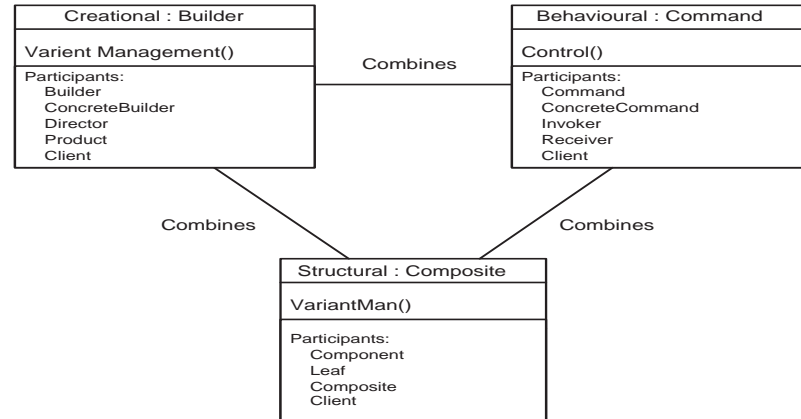 Creational : Builder
Varient Management()
Participants:
Builder
ConcreteBuilder
Director
Product
Client
Combines
Behavioural : Command
Control()
Participants:
Command
ConcreteCommand
Invoker
Receiver
Client
Combines
Combines
Structural : Composite
VariantMan()
Participants:
Component
Leaf
Composite
Client